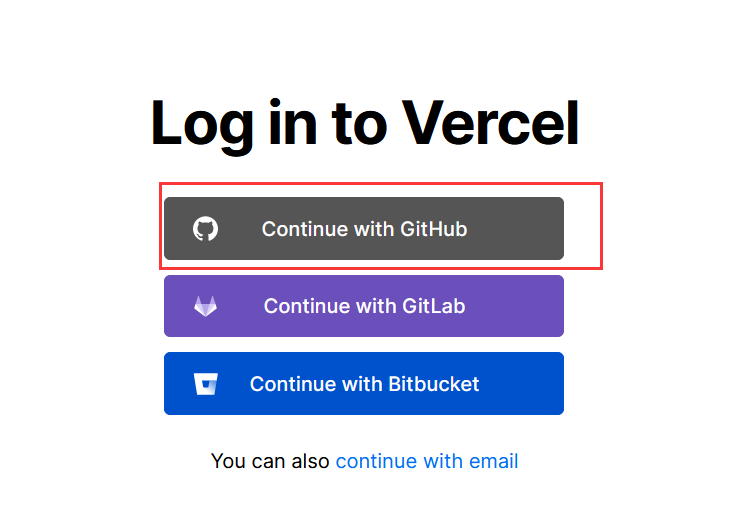 Log in to Vercel
Continue with GitHub
Continue with GitLab
Continue with Bitbucket
You can also continue with email